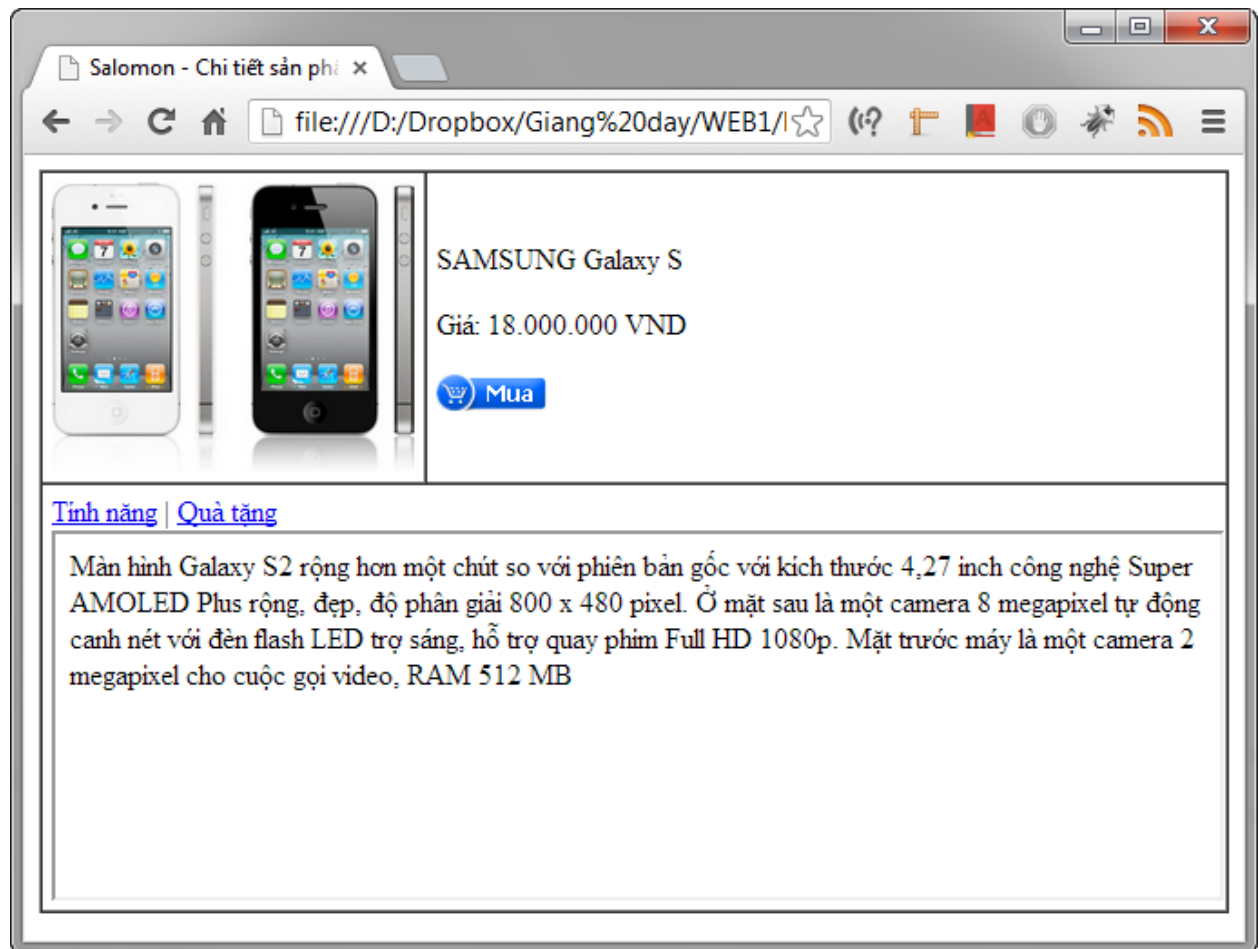 Salomon - Chi tiết sản phẩ
file:///D:/Dropbox/Giang%20day/WEB1/
SAMSUNG Galaxy S
Giá: 18.000.000 VND
Mua
Tính năng | Quà tặng
Màn hình Galaxy S2 rộng hơn một chút so với phiên bản gốc với kích thước 4,27 inch công nghệ Super
AMOLED Plus rộng, đẹp, độ phân giải 800 x 480 pixel. Ở mặt sau là một camera 8 megapixel tự động
canh nét với đèn flash LED trợ sáng, hỗ trợ quay phim Full HD 1080p. Mặt trước máy là một camera 2
megapixel cho cuộc gọi video, RAM 512 MB